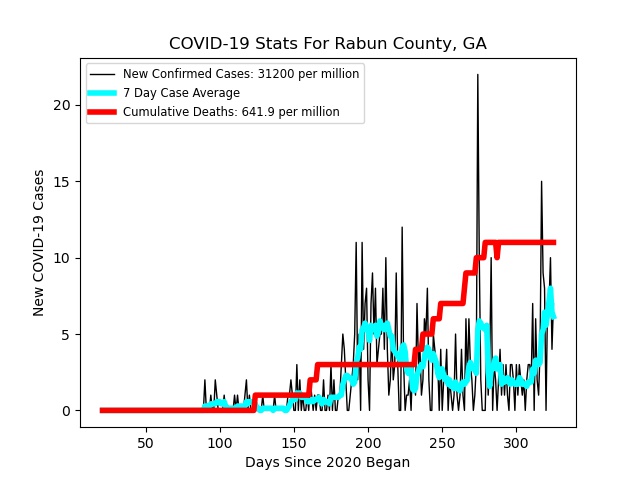 COVID-19 Stats For Rabun County, GA
New Confirmed Cases: 31200 per million
7 Day Case Average
Cumulative Deaths: 641.9 per million
New COVID-19 Cases
20
15
10
5
0
50 100 150 200 250 300
Days Since 2020 Began